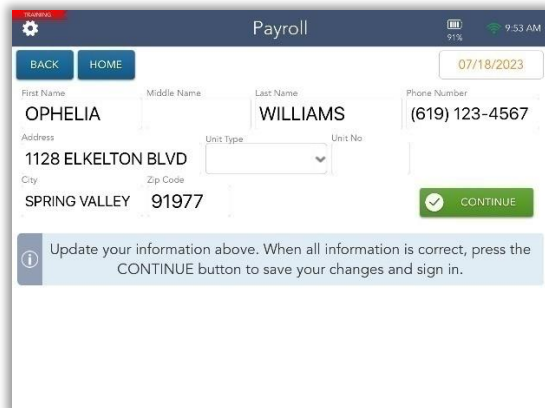 TRAINING
Payroll
91%
9:53 AM
BACK HOME
07/18/2023
First Name Middle Name Last Name Phone Number
OPHELIA WILLIAMS (619) 123-4567
Address Unit Type Unit No
1128 ELKELTON BLVD
City Zip Code
SPRING VALLEY 91977
CONTINUE
Update your information above. When all information is correct, press the
CONTINUE button to save your changes and sign in.